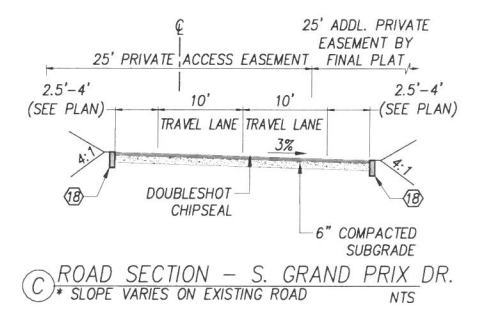 ℄
25' ADDL. PRIVATE
EASEMENT BY
FINAL PLAT
25' PRIVATE ACCESS EASEMENT
2.5'-4'
(SEE PLAN)
10'
TRAVEL LANE
10'
TRAVEL LANE
2.5'-4'
(SEE PLAN)
3%
4:1
4:1
18
18
DOUBLESHOT
CHIPSEAL
6" COMPACTED
SUBGRADE
C
ROAD SECTION - S. GRAND PRIX DR.
* SLOPE VARIES ON EXISTING ROAD
NTS